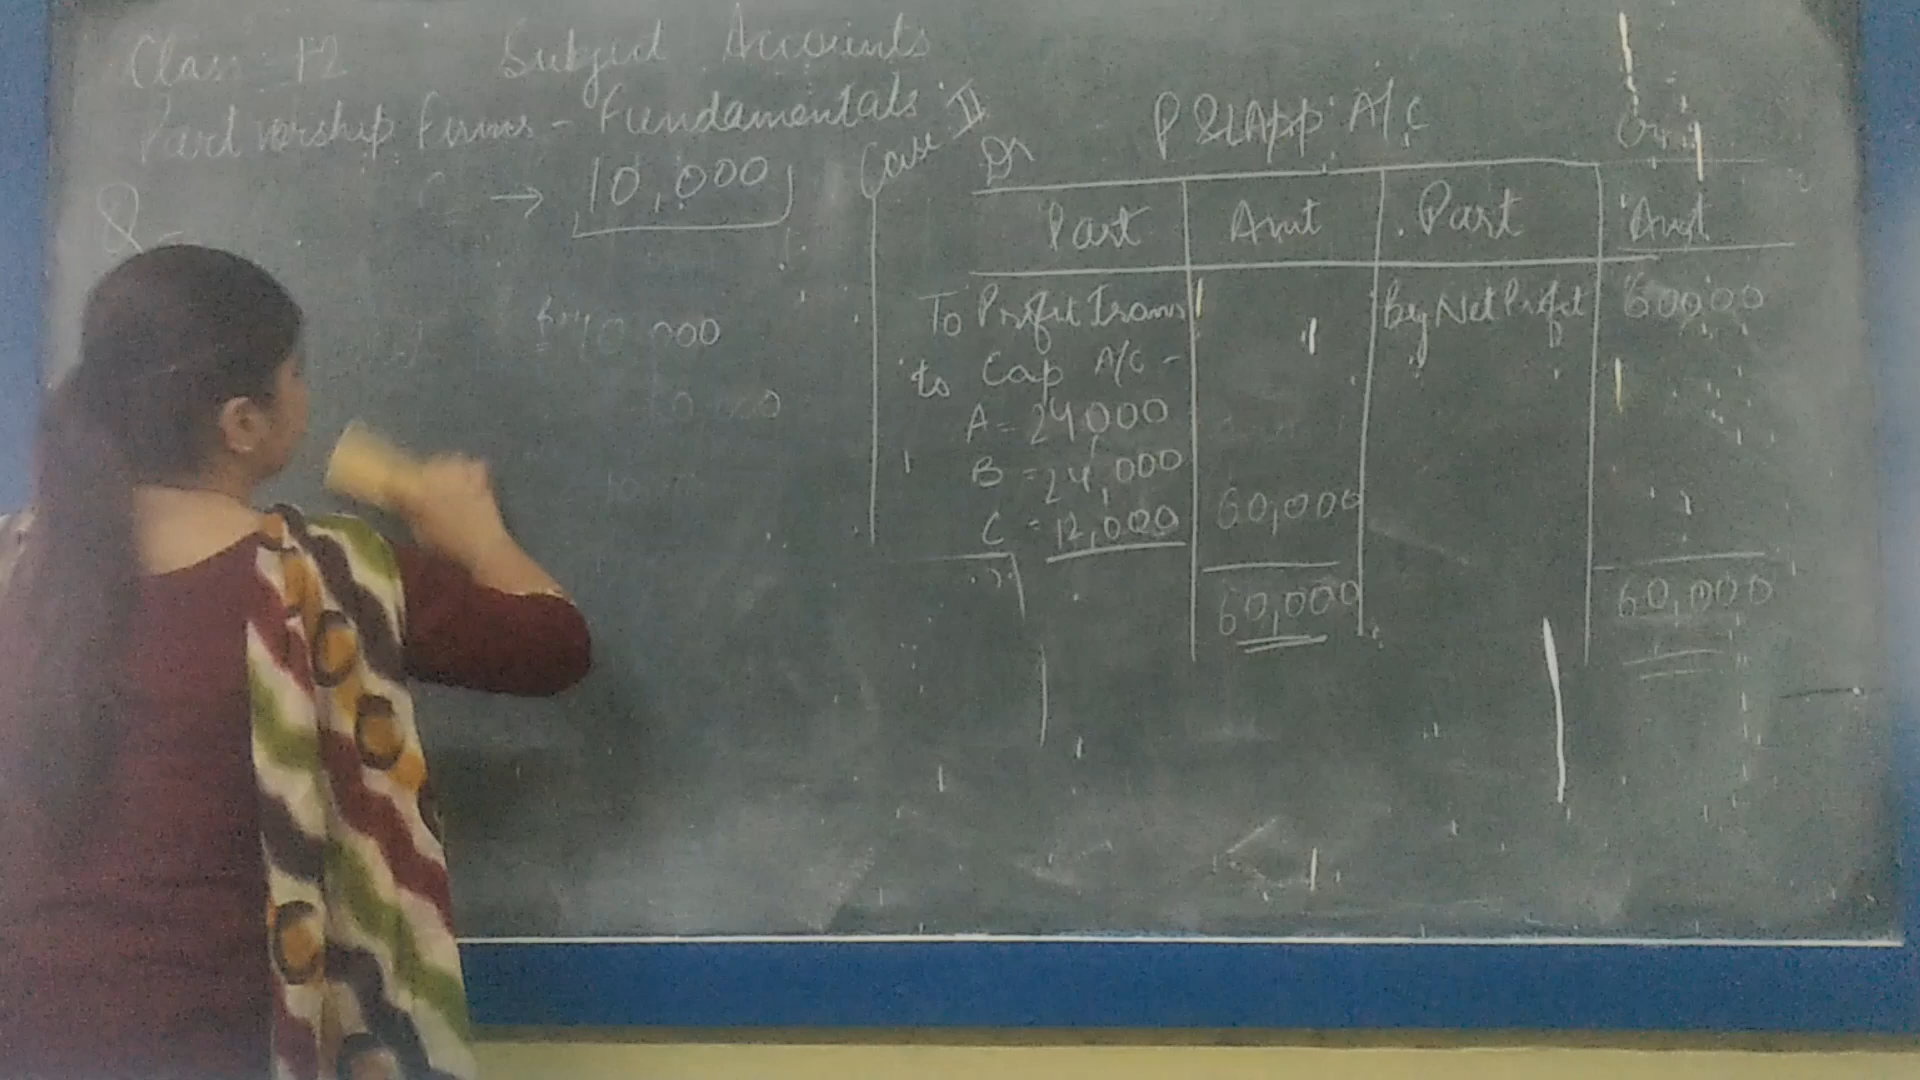 Class - 12 Subject Accounts
Partnership Firms - Fundamentals
Q -
→ 10,000
40,000
Case II
P&L App A/C
Dr
Part Amt Part Amt
To Profit Trans By Net Profit 60000
to Cap A/C -
A = 24,000
B = 24,000
C = 12,000 60,000
60,000 60,000